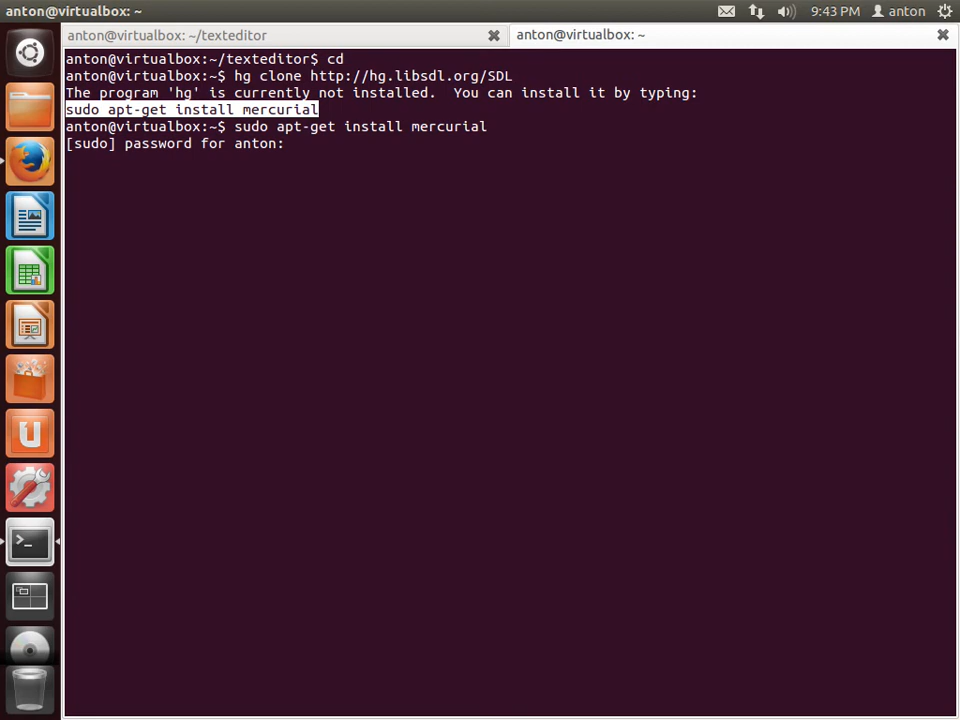 anton@virtualbox: ~
9:43 PM
anton
anton@virtualbox: ~/texteditor
anton@virtualbox: ~
anton@virtualbox:~/texteditor$ cd
anton@virtualbox:~$ hg clone http://hg.libsdl.org/SDL
The program 'hg' is currently not installed.  You can install it by typing:
sudo apt-get install mercurial
anton@virtualbox:~$ sudo apt-get install mercurial
[sudo] password for anton: